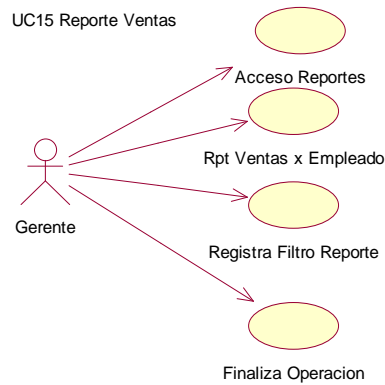 UC15 Reporte Ventas
Acceso Reportes
Rpt Ventas x Empleado
Gerente
Registra Filtro Reporte
Finaliza Operacion